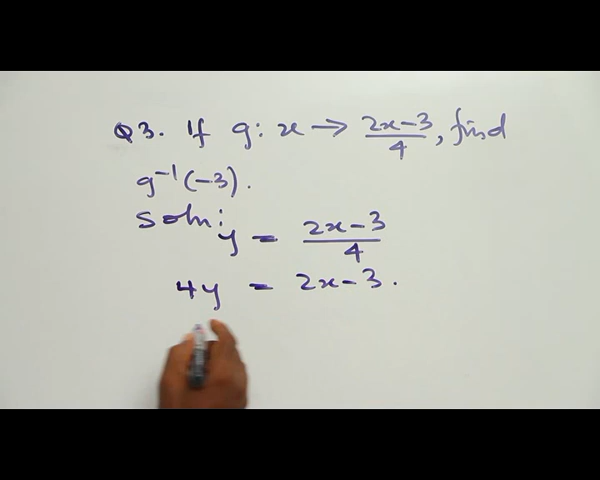 Q3. If g: x → (2x-3)/4, find
g⁻¹(-3).
Soln:
y = (2x-3)/4
4y = 2x-3.